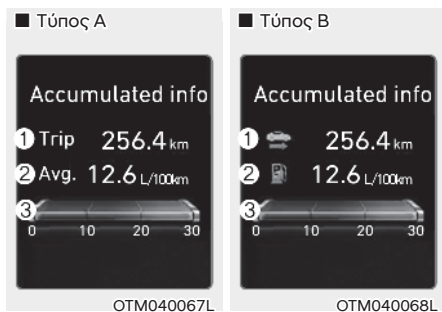 ■ Τύπος A
Accumulated info
1 Trip 256.4 km
2 Avg. 12.6 L/100km
3
0 10 20 30
OTM040067L
■ Τύπος B
Accumulated info
1 256.4 km
2 12.6 L/100km
3
0 10 20 30
OTM040068L